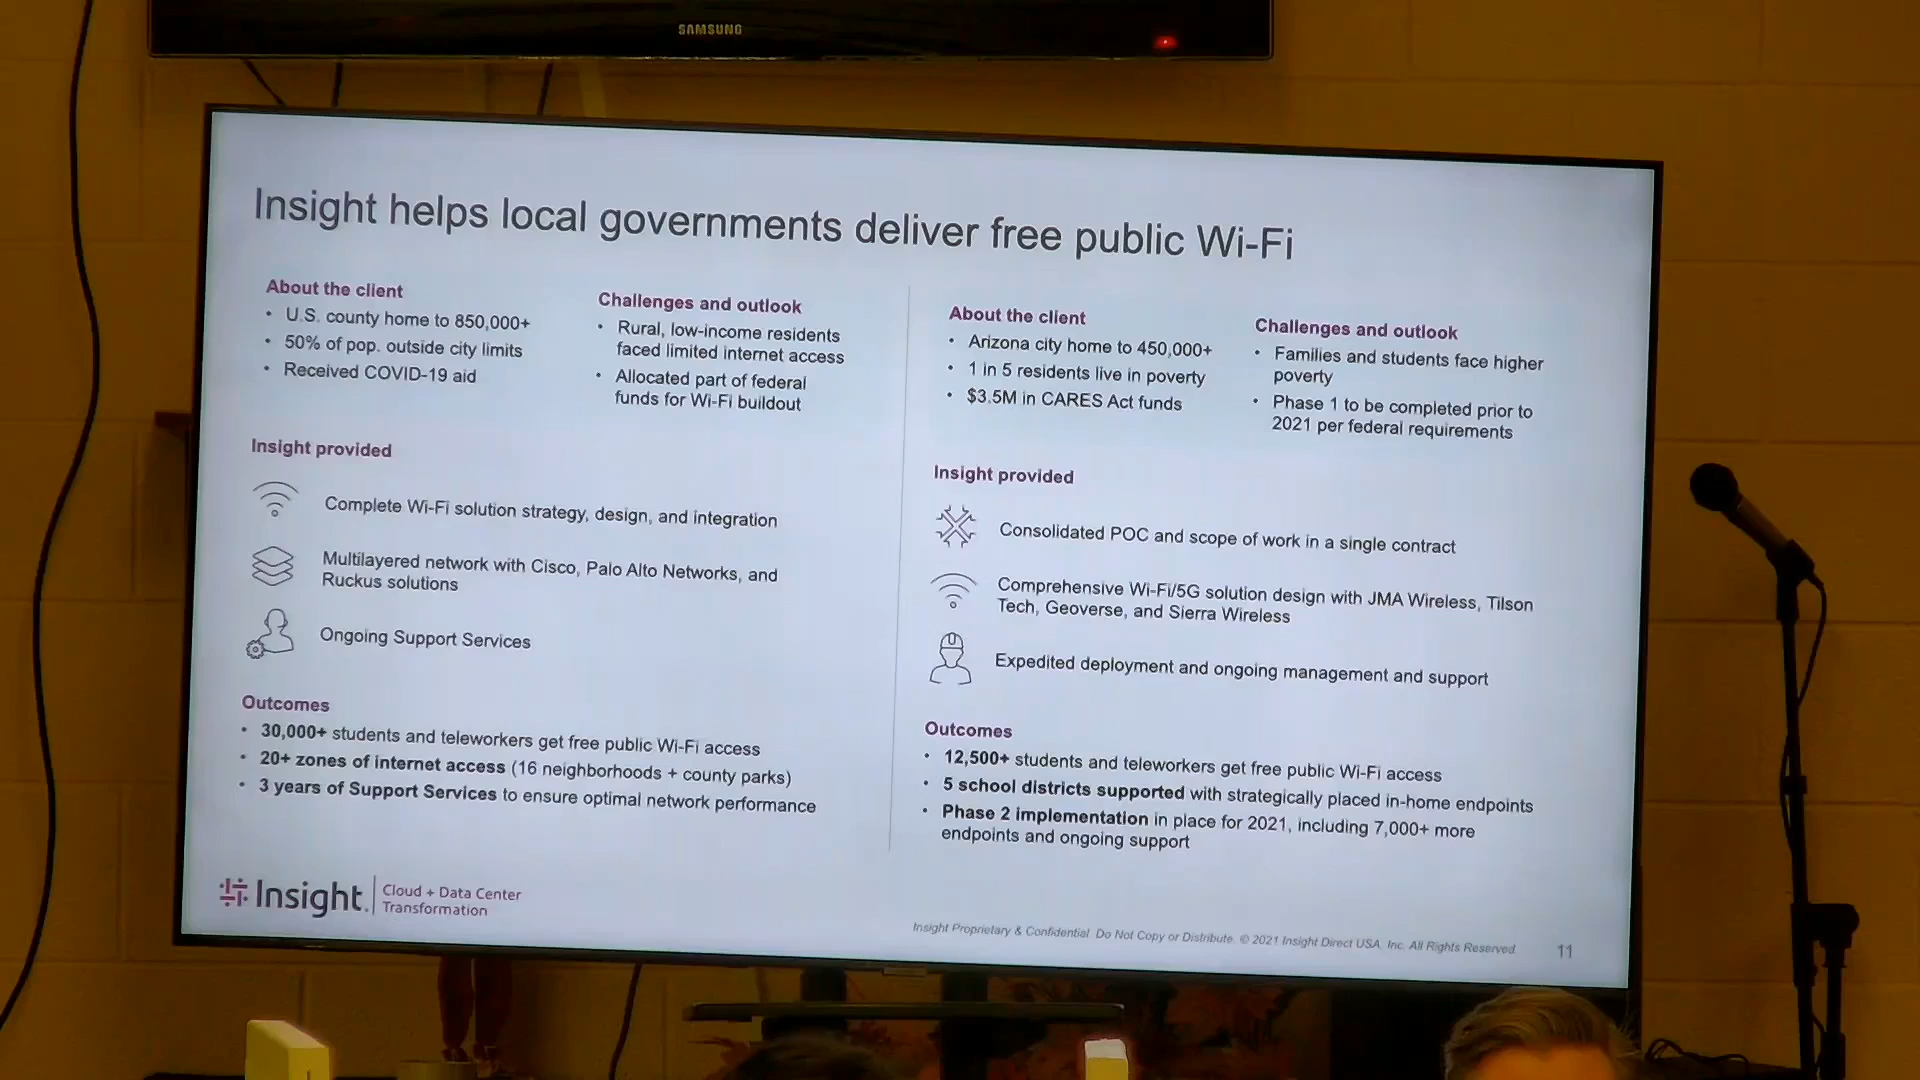 SAMSUNG
Insight helps local governments deliver free public Wi-Fi
About the client
• U.S. county home to 850,000+
• 50% of pop. outside city limits
• Received COVID-19 aid
Challenges and outlook
• Rural, low-income residents
faced limited internet access
• Allocated part of federal
funds for Wi-Fi buildout
Insight provided
Complete Wi-Fi solution strategy, design, and integration
Multilayered network with Cisco, Palo Alto Networks, and
Ruckus solutions
Ongoing Support Services
Outcomes
• 30,000+ students and teleworkers get free public Wi-Fi access
• 20+ zones of internet access (16 neighborhoods + county parks)
• 3 years of Support Services to ensure optimal network performance
About the client
• Arizona city home to 450,000+
• 1 in 5 residents live in poverty
• $3.5M in CARES Act funds
Challenges and outlook
• Families and students face higher
poverty
• Phase 1 to be completed prior to
2021 per federal requirements
Insight provided
Consolidated POC and scope of work in a single contract
Comprehensive Wi-Fi/5G solution design with JMA Wireless, Tilson
Tech, Geoverse, and Sierra Wireless
Expedited deployment and ongoing management and support
Outcomes
• 12,500+ students and teleworkers get free public Wi-Fi access
• 5 school districts supported with strategically placed in-home endpoints
• Phase 2 implementation in place for 2021, including 7,000+ more
endpoints and ongoing support
Insight.
Cloud + Data Center
Transformation
Insight Proprietary & Confidential. Do Not Copy or Distribute. © 2021 Insight Direct USA, Inc. All Rights Reserved.
11